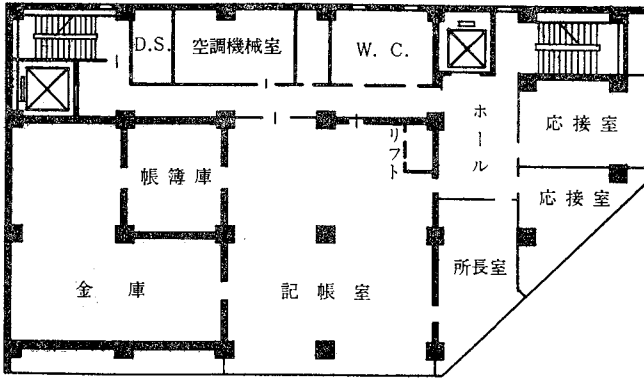 D.S.
空調機械室
W. C.
ホール
応接室
リフト
帳簿庫
応接室
所長室
金庫
記帳室